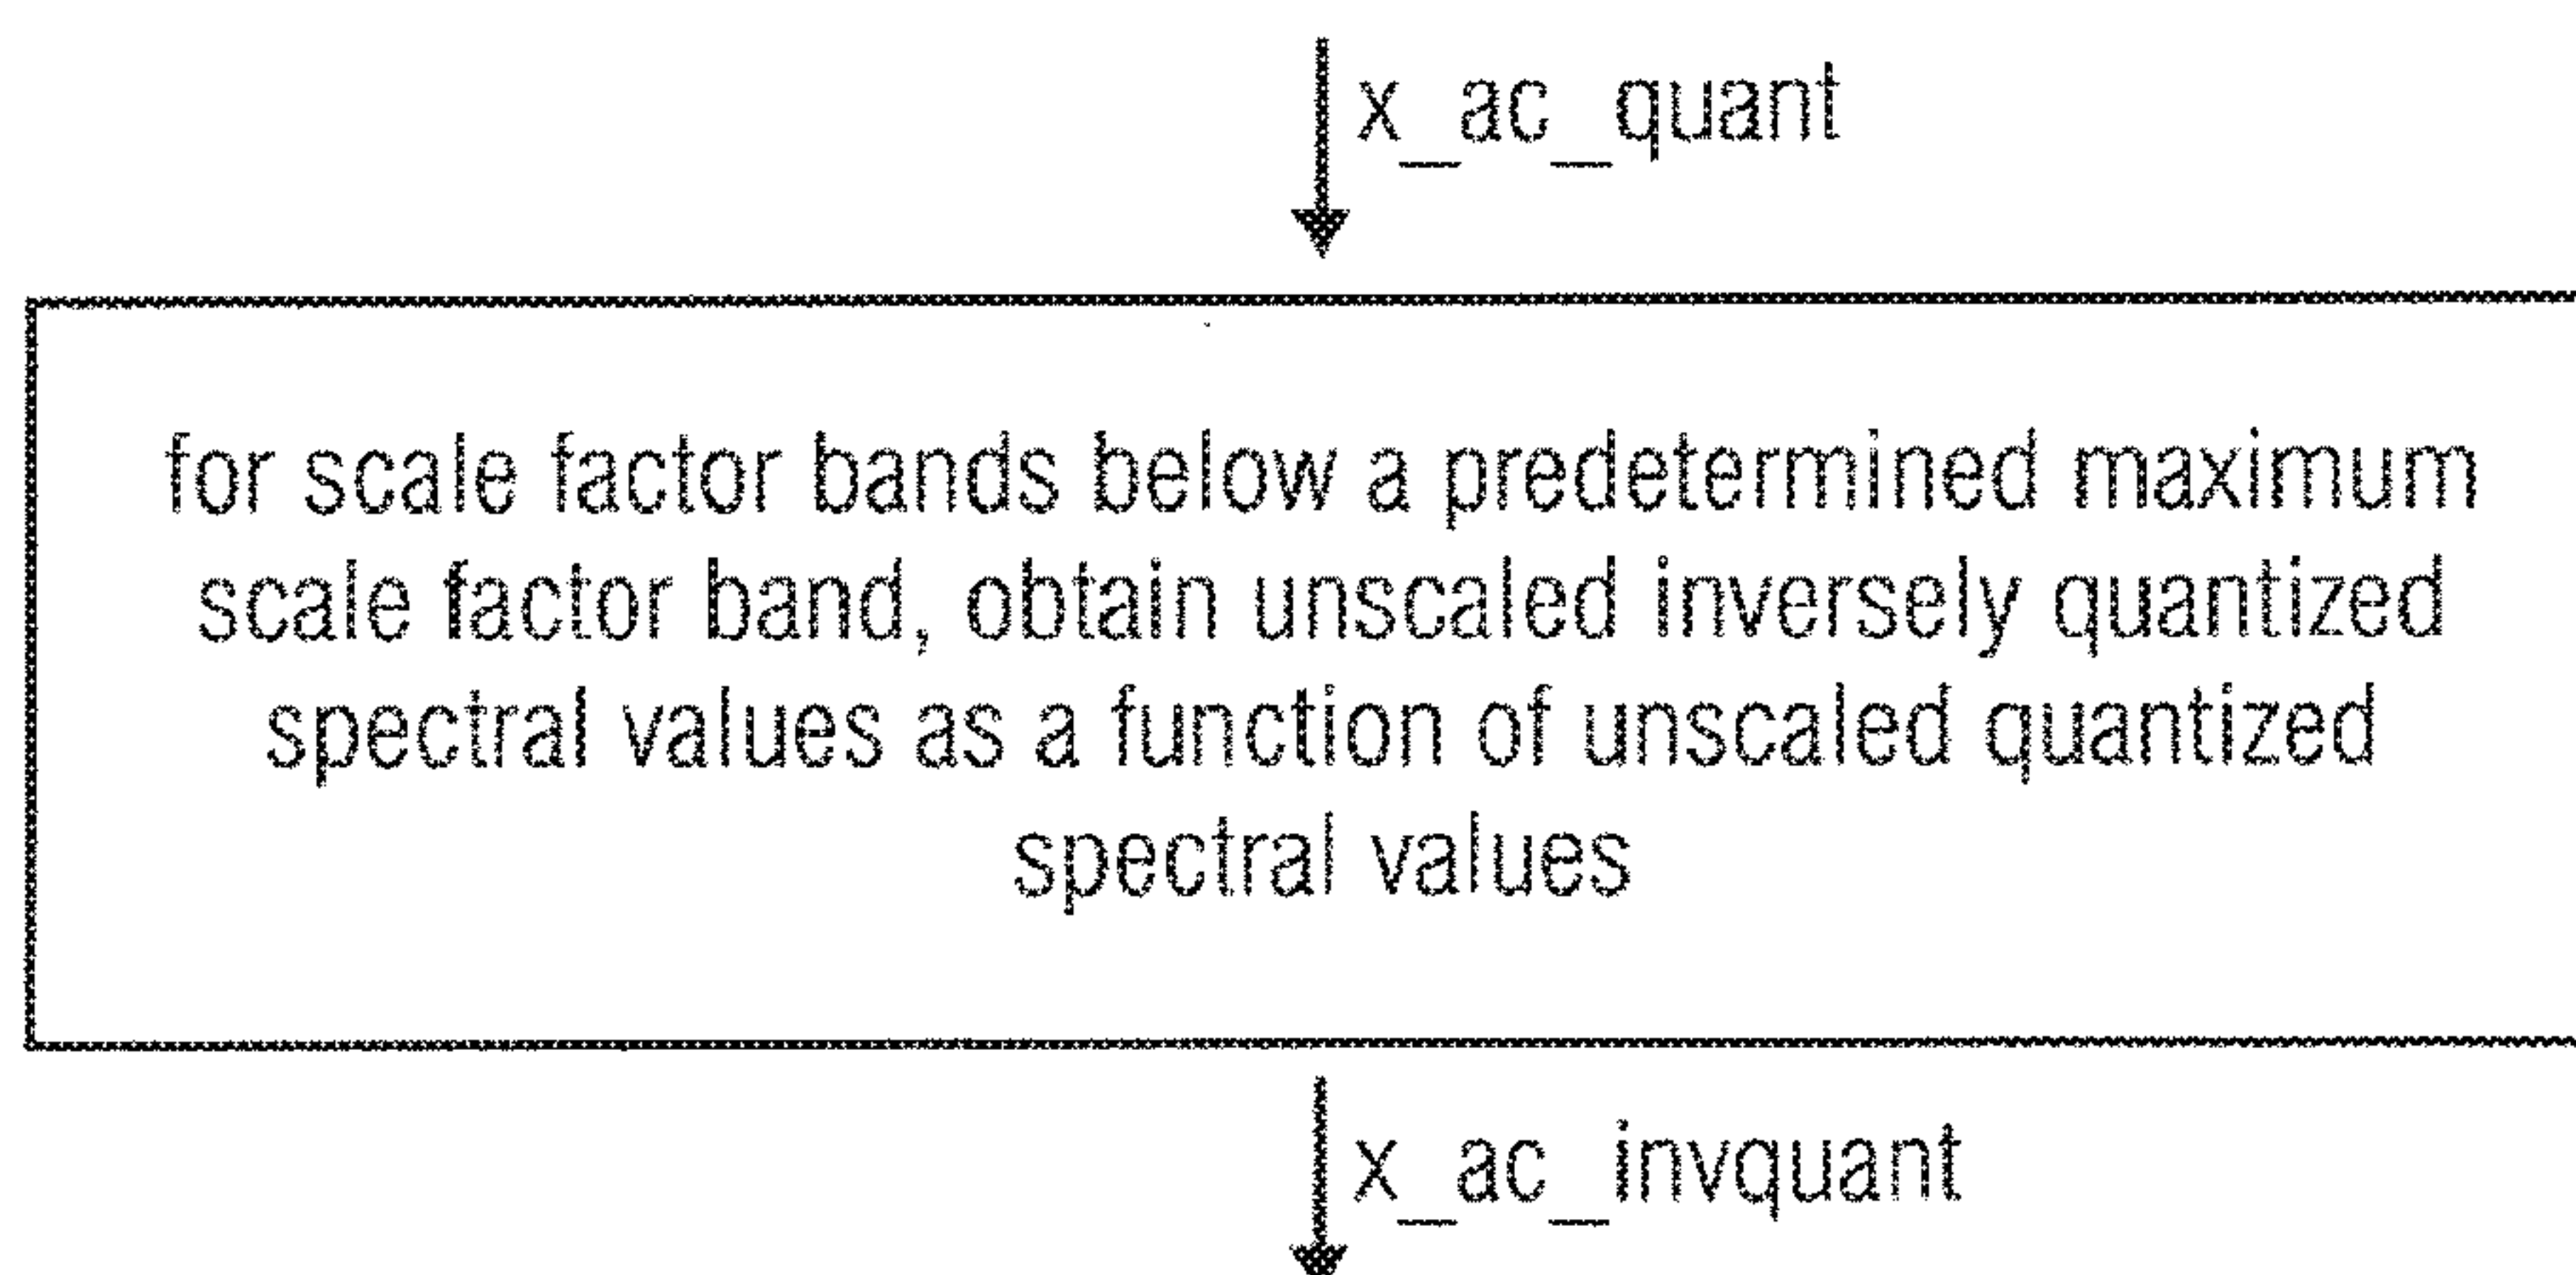 x_ac_quant
for scale factor bands below a predetermined maximum
scale factor band, obtain unscaled inversely quantized
spectral values as a function of unscaled quantized
spectral values
x_ac_invquant